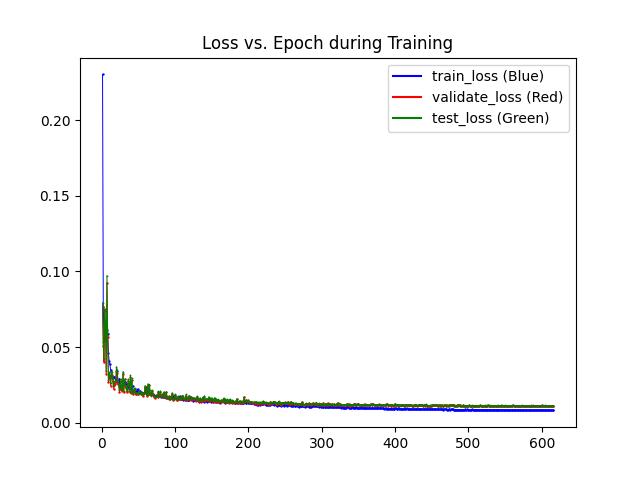 Loss vs. Epoch during Training
train_loss (Blue)
validate_loss (Red)
test_loss (Green)
0.20
0.15
0.10
0.05
0.00
0 100 200 300 400 500 600